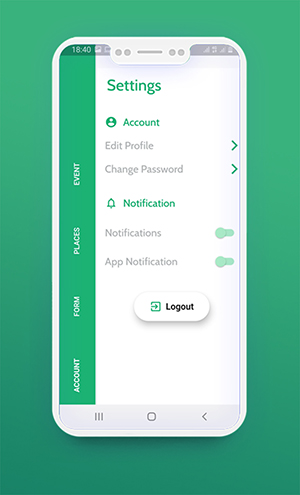 18:40
Settings
Account
Edit Profile
Change Password
Notification
Notifications
App Notification
Logout
EVENT
PLACES
FORM
ACCOUNT